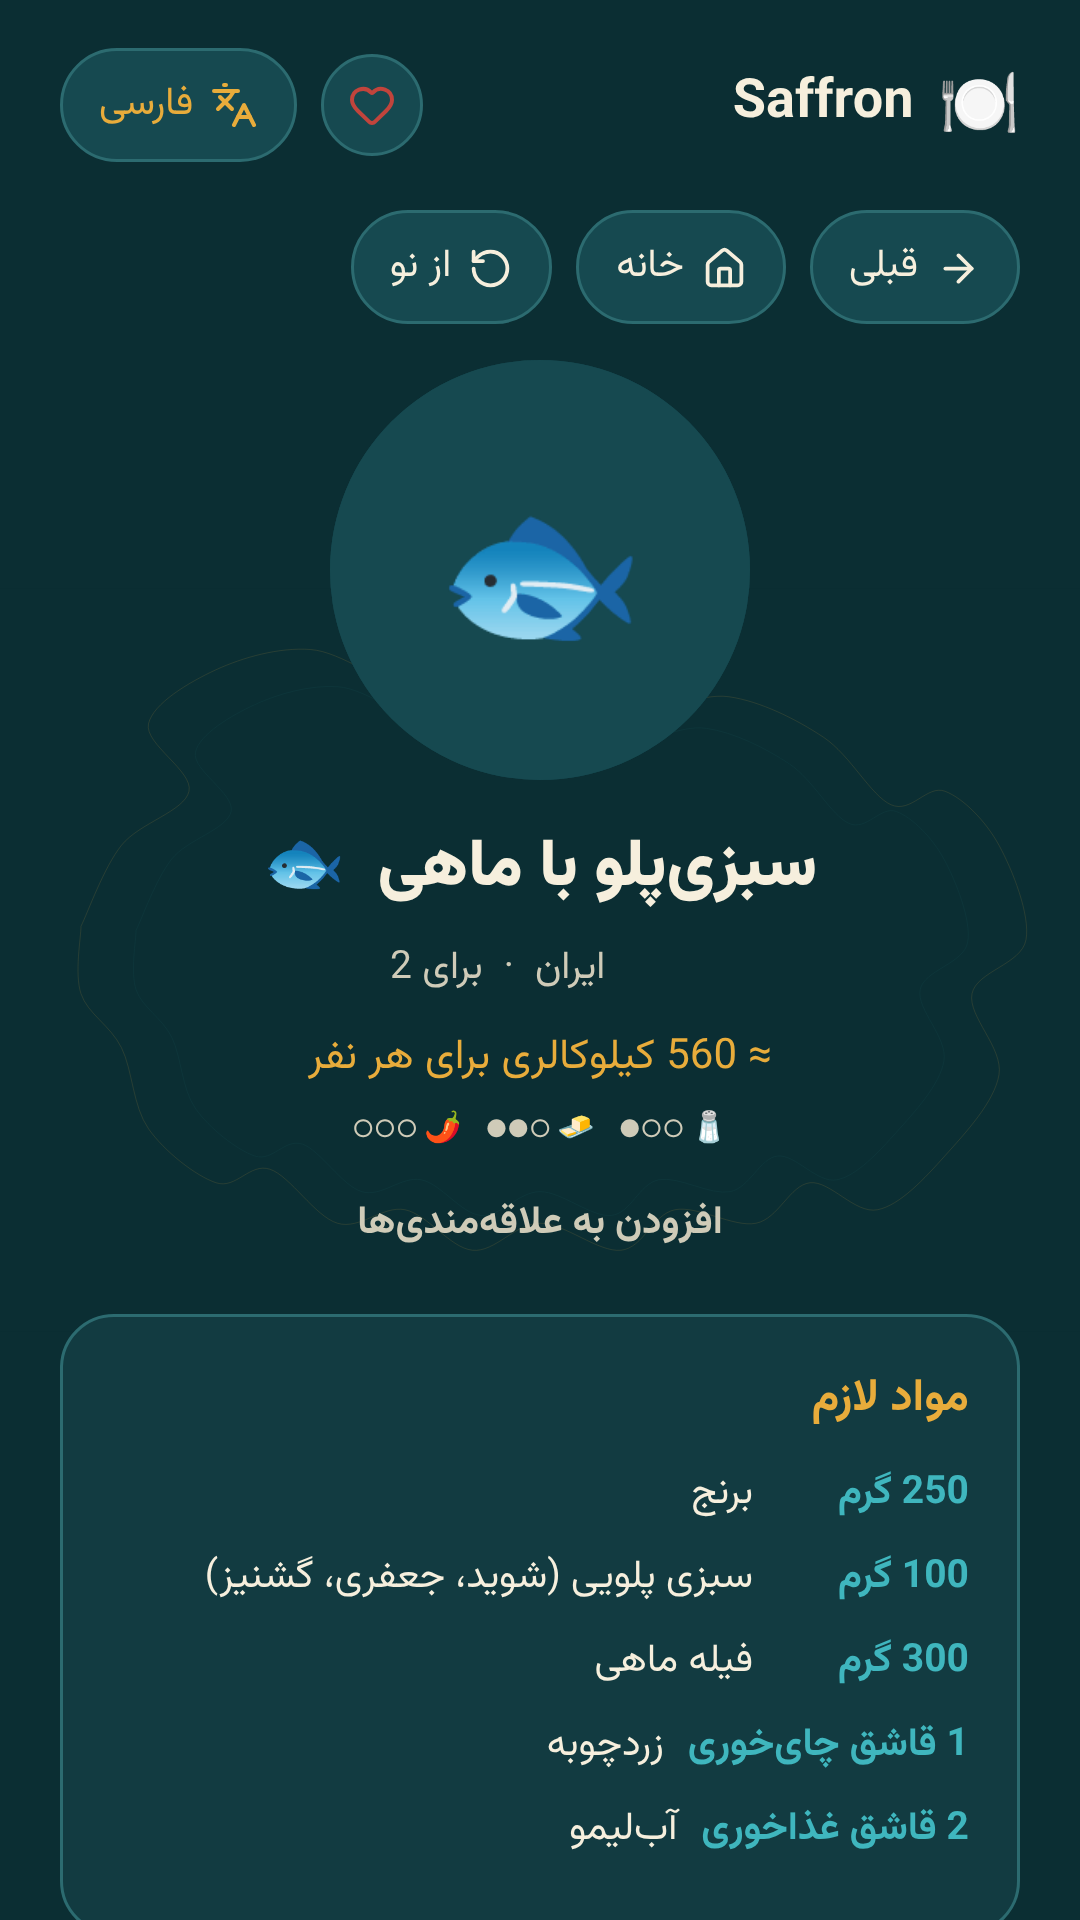 Saffron
فارسی
قبلی
خانه
از نو
سبزی‌پلو با ماهی
ایران · برای 2
≈ 560 کیلوکالری برای هر نفر
افزودن به علاقه‌مندی‌ها
مواد لازم
250 گرم برنج
100 گرم سبزی پلویی (شوید، جعفری، گشنیز)
300 گرم فیله ماهی
1 قاشق چای‌خوری زردچوبه
2 قاشق غذاخوری آب‌لیمو